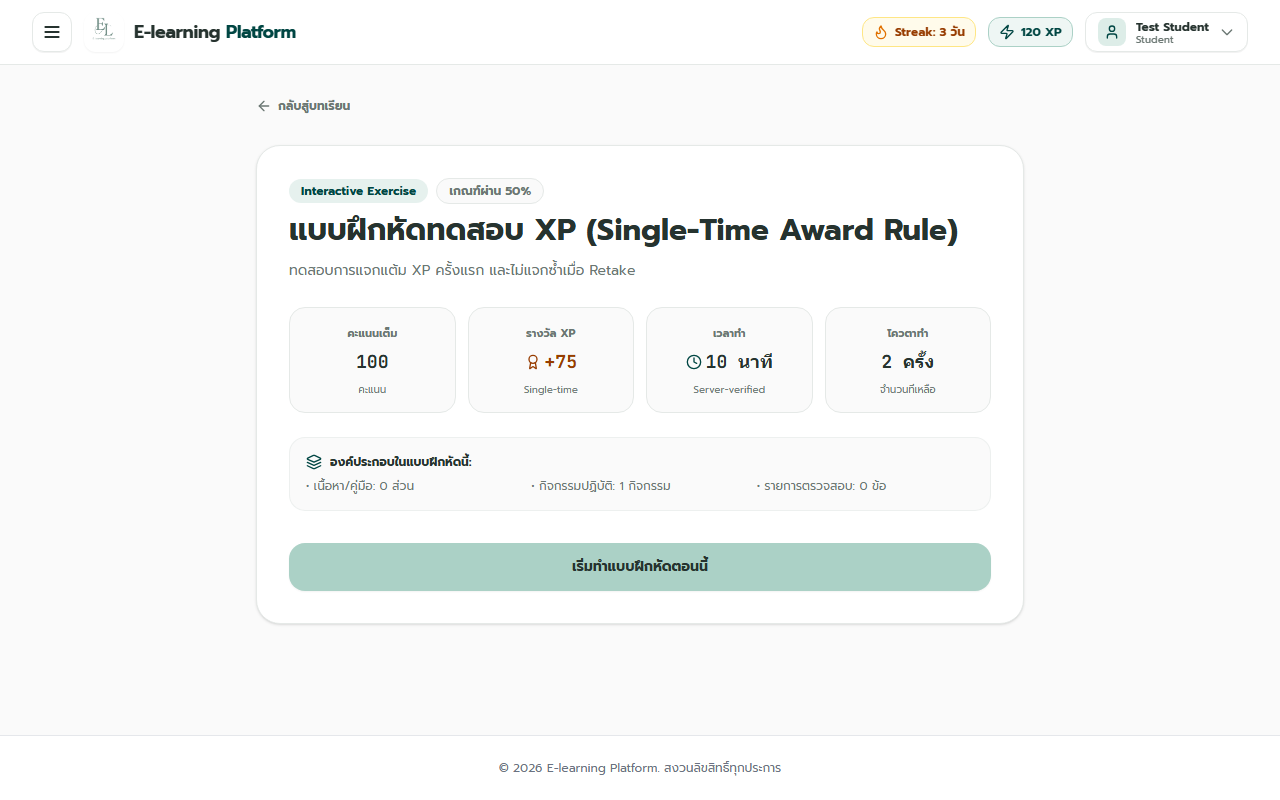 E-learning Platform
Streak: 3 วัน
120 XP
Test Student
Student
กลับสู่บทเรียน
Interactive Exercise
เกณฑ์ผ่าน 50%
แบบฝึกหัดทดสอบ XP (Single-Time Award Rule)
ทดสอบการแจกแต้ม XP ครั้งแรก และไม่แจกซ้ำเมื่อ Retake
คะแนนเต็ม
100
คะแนน
รางวัล XP
+75
Single-time
เวลาทำ
10 นาที
Server-verified
โควตาทำ
2 ครั้ง
จำนวนที่เหลือ
องค์ประกอบในแบบฝึกหัดนี้:
• เนื้อหา/คู่มือ: 0 ส่วน
• กิจกรรมปฏิบัติ: 1 กิจกรรม
• รายการตรวจสอบ: 0 ข้อ
เริ่มทำแบบฝึกหัดตอนนี้
© 2026 E-learning Platform. สงวนลิขสิทธิ์ทุกประการ